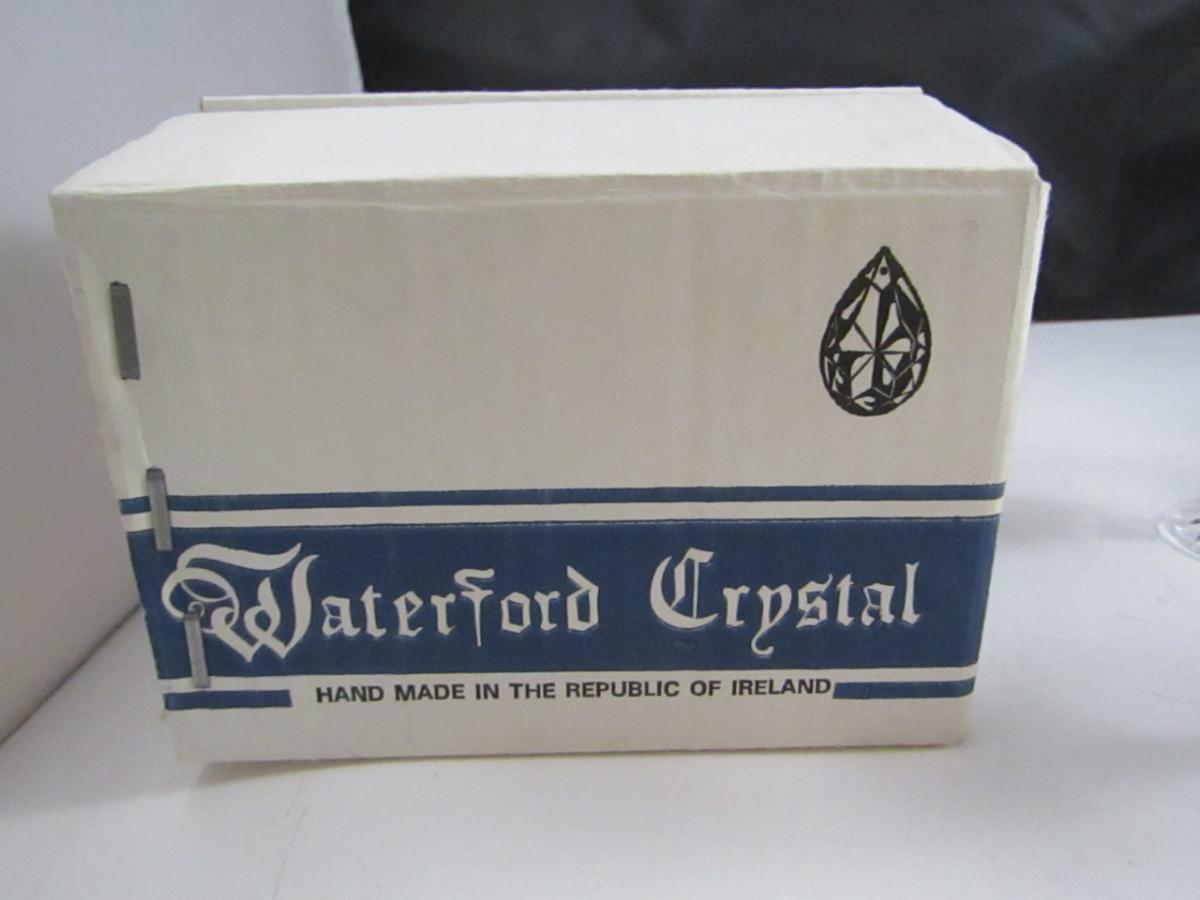 Waterford Crystal
HAND MADE IN THE REPUBLIC OF IRELAND